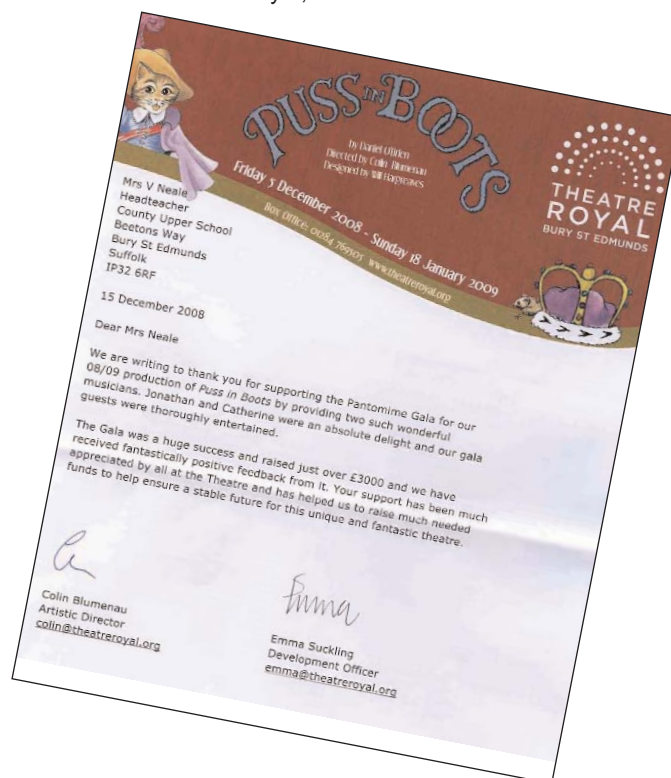 PUSS IN BOOTS
by Daniel O'Brien
Directed by Colin Blumenau
Designed by Will Hargreaves
Friday 5 December 2008 - Sunday 18 January 2009
Box Office: 01284 769505 www.theatreroyal.org
THEATRE
ROYAL
BURY ST EDMUNDS
Mrs V Neale
Headteacher
County Upper School
Beetons Way
Bury St Edmunds
Suffolk
IP32 6RF
15 December 2008
Dear Mrs Neale
We are writing to thank you for supporting the Pantomime Gala for our
08/09 production of Puss in Boots by providing two such wonderful
musicians. Jonathan and Catherine were an absolute delight and our gala
guests were thoroughly entertained.
The Gala was a huge success and raised just over £3000 and we have
received fantastically positive feedback from it. Your support has been much
appreciated by all at the Theatre and has helped us to raise much needed
funds to help ensure a stable future for this unique and fantastic theatre.
Emma
Colin Blumenau
Artistic Director
colin@theatreroyal.org
Emma Suckling
Development Officer
emma@theatreroyal.org